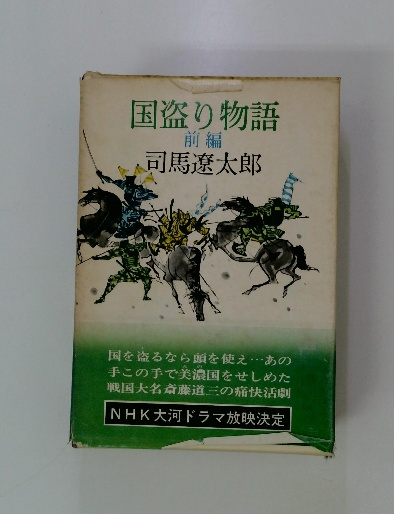 国盗り物語
前編
司馬遼太郎
国を盗るなら頭を使え…あの
手この手で美濃国をせしめた
戦国大名斎藤道三の痛快活劇
NHK大河ドラマ放映決定